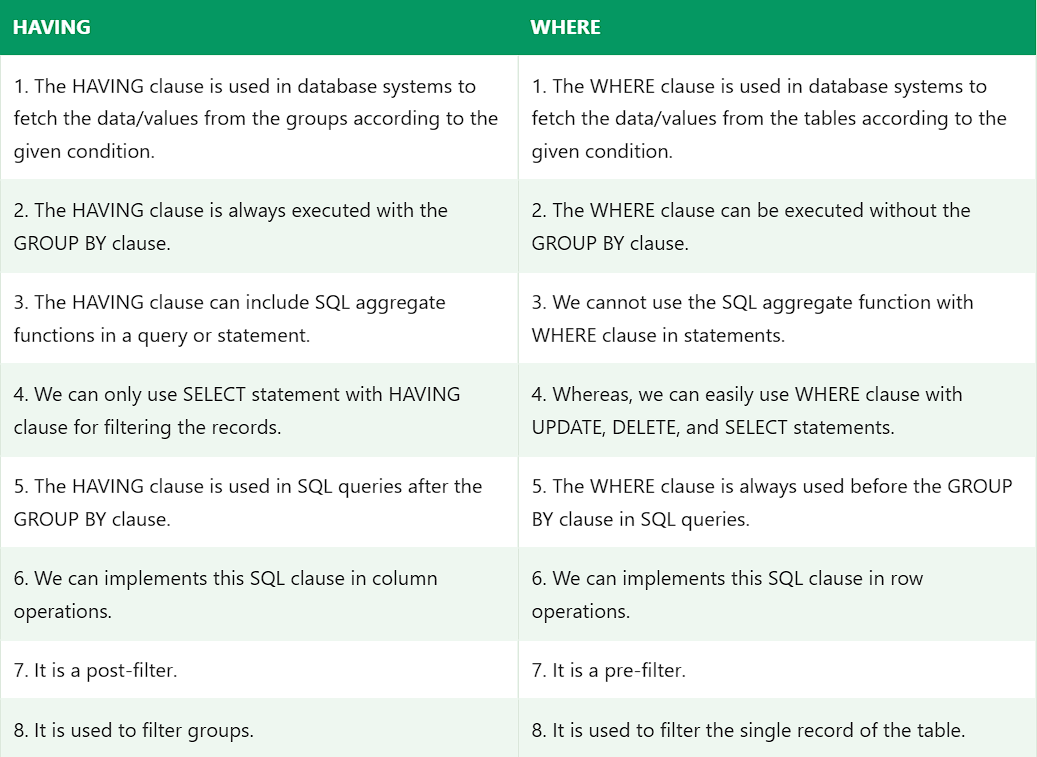 HAVING
WHERE
1. The HAVING clause is used in database systems to
fetch the data/values from the groups according to the
given condition.
1. The WHERE clause is used in database systems to
fetch the data/values from the tables according to the
given condition.
2. The HAVING clause is always executed with the
GROUP BY clause.
2. The WHERE clause can be executed without the
GROUP BY clause.
3. The HAVING clause can include SQL aggregate
functions in a query or statement.
3. We cannot use the SQL aggregate function with
WHERE clause in statements.
4. We can only use SELECT statement with HAVING
clause for filtering the records.
4. Whereas, we can easily use WHERE clause with
UPDATE, DELETE, and SELECT statements.
5. The HAVING clause is used in SQL queries after the
GROUP BY clause.
5. The WHERE clause is always used before the GROUP
BY clause in SQL queries.
6. We can implements this SQL clause in column
operations.
6. We can implements this SQL clause in row
operations.
7. It is a post-filter.
7. It is a pre-filter.
8. It is used to filter groups.
8. It is used to filter the single record of the table.